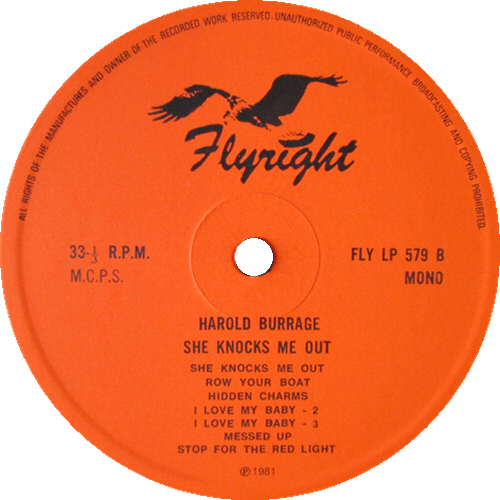 ALL RIGHTS OF THE MANUFACTURES AND OWNER OF THE RECORDED WORK RESERVED. UNAUTHORIZED PUBLIC PERFORMANCE BROADCASTING AND COPYING PROHIBITED.
Flyright
33-1/3 R.P.M.
M.C.P.S.
FLY LP 579 B
MONO
HAROLD BURRAGE
SHE KNOCKS ME OUT
SHE KNOCKS ME OUT
ROW YOUR BOAT
HIDDEN CHARMS
I LOVE MY BABY - 2
I LOVE MY BABY - 3
MESSED UP
STOP FOR THE RED LIGHT
℗ 1981